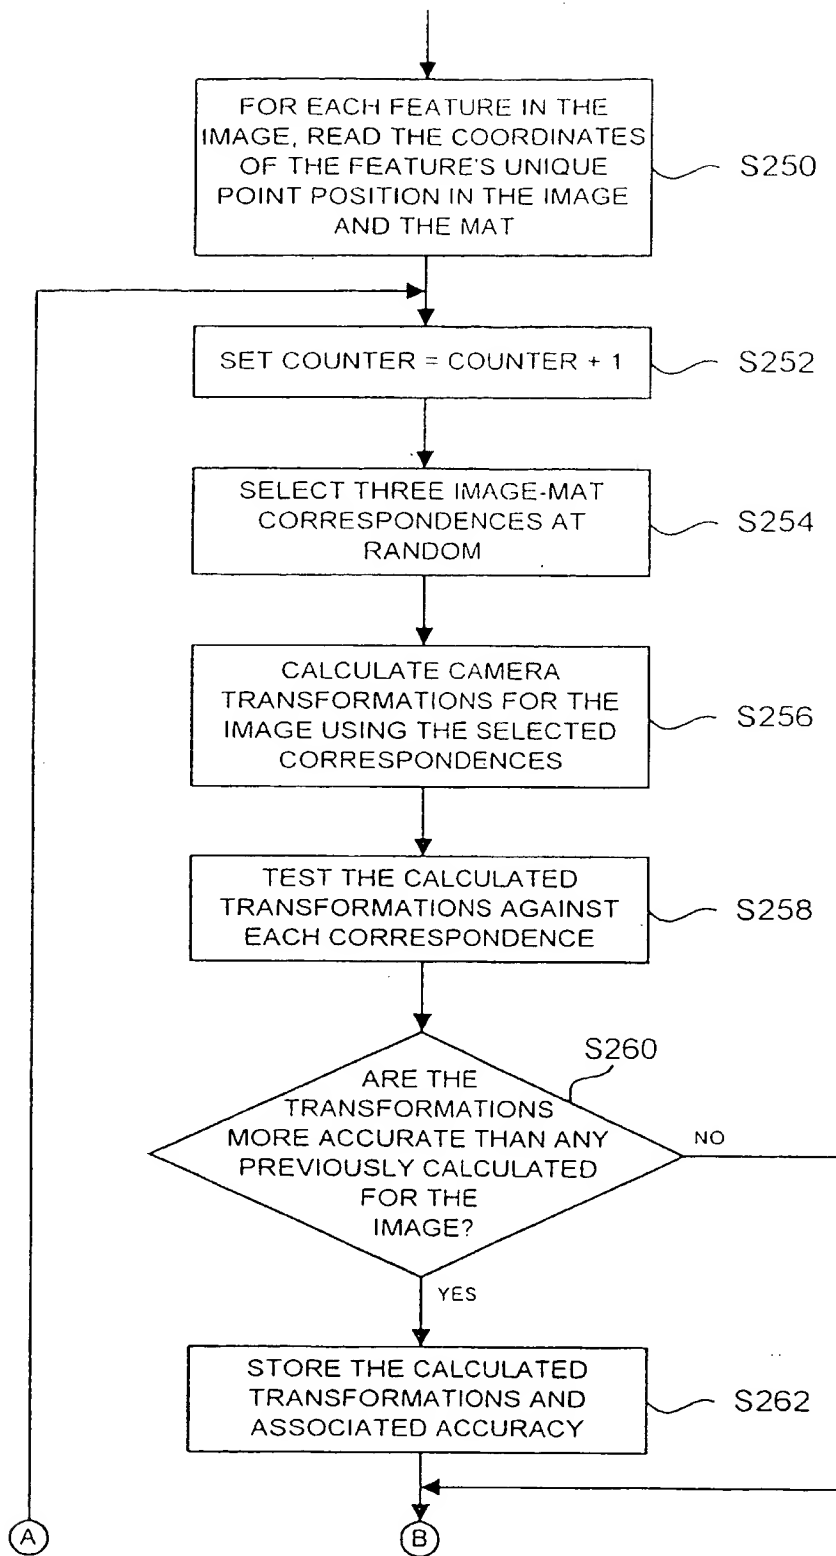 FOR EACH FEATURE IN THE
IMAGE, READ THE COORDINATES
OF THE FEATURE'S UNIQUE
POINT POSITION IN THE IMAGE
AND THE MAT
S250
SET COUNTER = COUNTER + 1
S252
SELECT THREE IMAGE-MAT
CORRESPONDENCES AT
RANDOM
S254
CALCULATE CAMERA
TRANSFORMATIONS FOR THE
IMAGE USING THE SELECTED
CORRESPONDENCES
S256
TEST THE CALCULATED
TRANSFORMATIONS AGAINST
EACH CORRESPONDENCE
S258
S260
ARE THE
TRANSFORMATIONS
MORE ACCURATE THAN ANY
PREVIOUSLY CALCULATED
FOR THE
IMAGE?
NO
YES
STORE THE CALCULATED
TRANSFORMATIONS AND
ASSOCIATED ACCURACY
S262
A
B